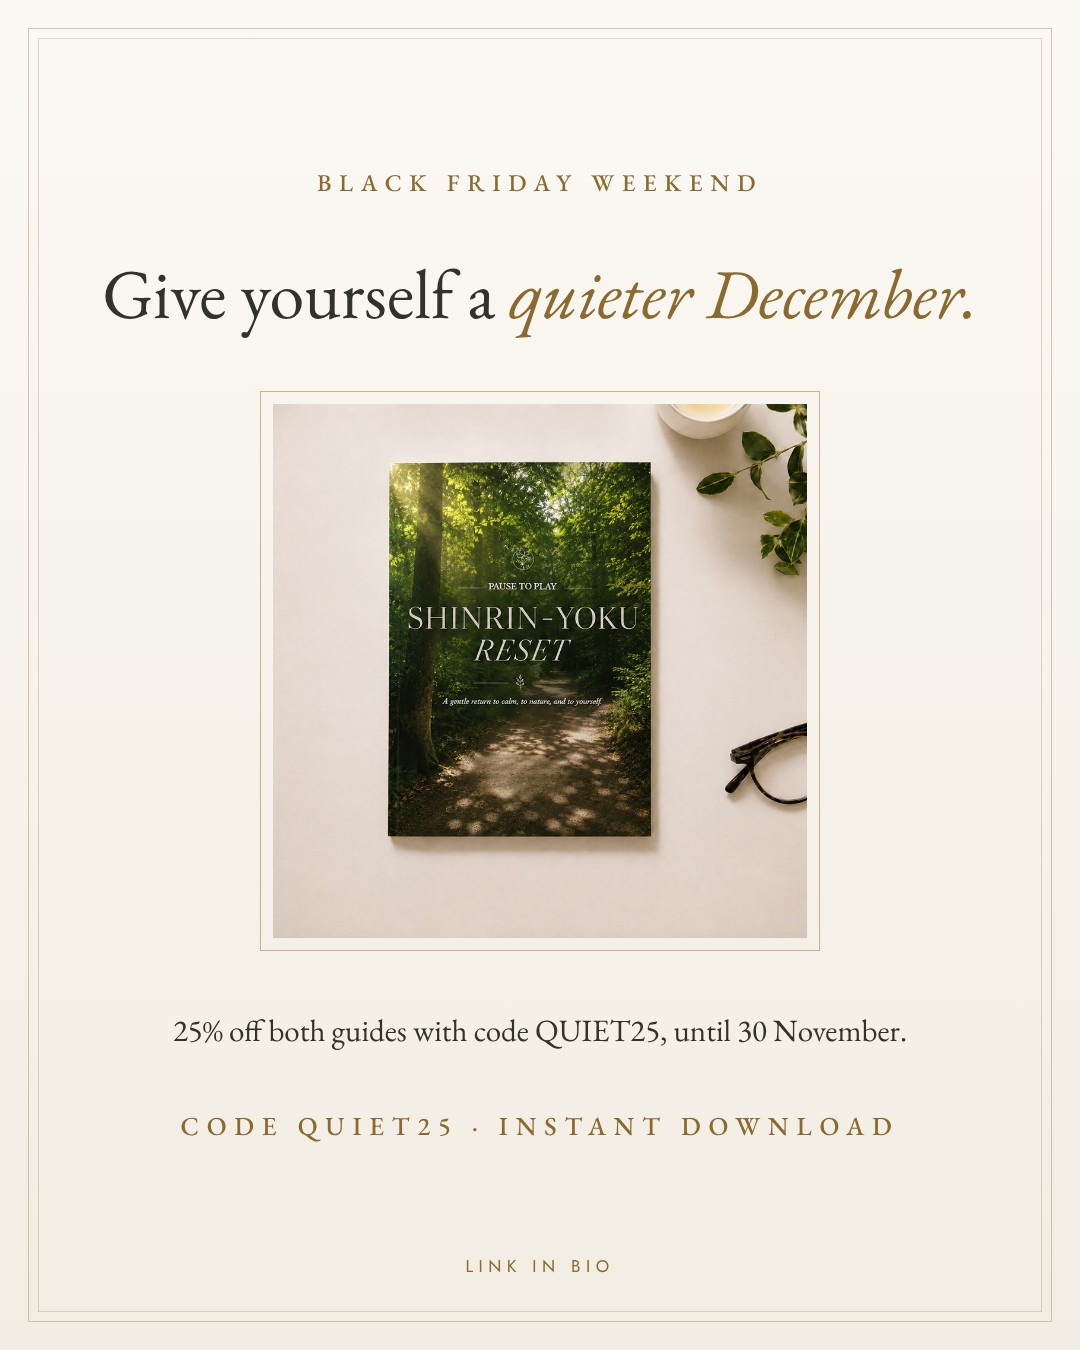 BLACK FRIDAY WEEKEND
Give yourself a quieter December.
PAUSE TO PLAY
SHINRIN-YOKU
RESET
A gentle return to calm, to nature, and to yourself.
25% off both guides with code QUIET25, until 30 November.
CODE QUIET25 · INSTANT DOWNLOAD
LINK IN BIO